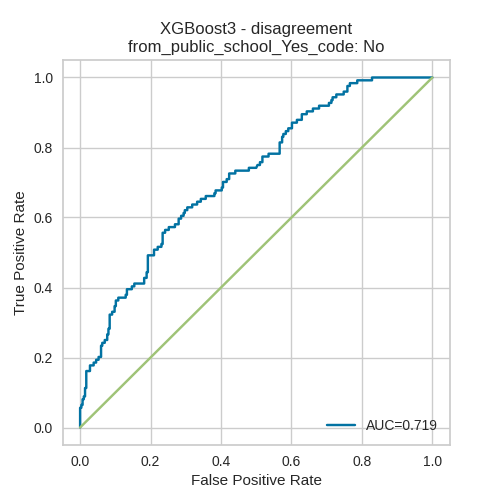 XGBoost3 - disagreement
from_public_school_Yes_code: No
True Positive Rate
1.0
0.8
0.6
0.4
0.2
0.0
AUC=0.719
0.0 0.2 0.4 0.6 0.8 1.0
False Positive Rate